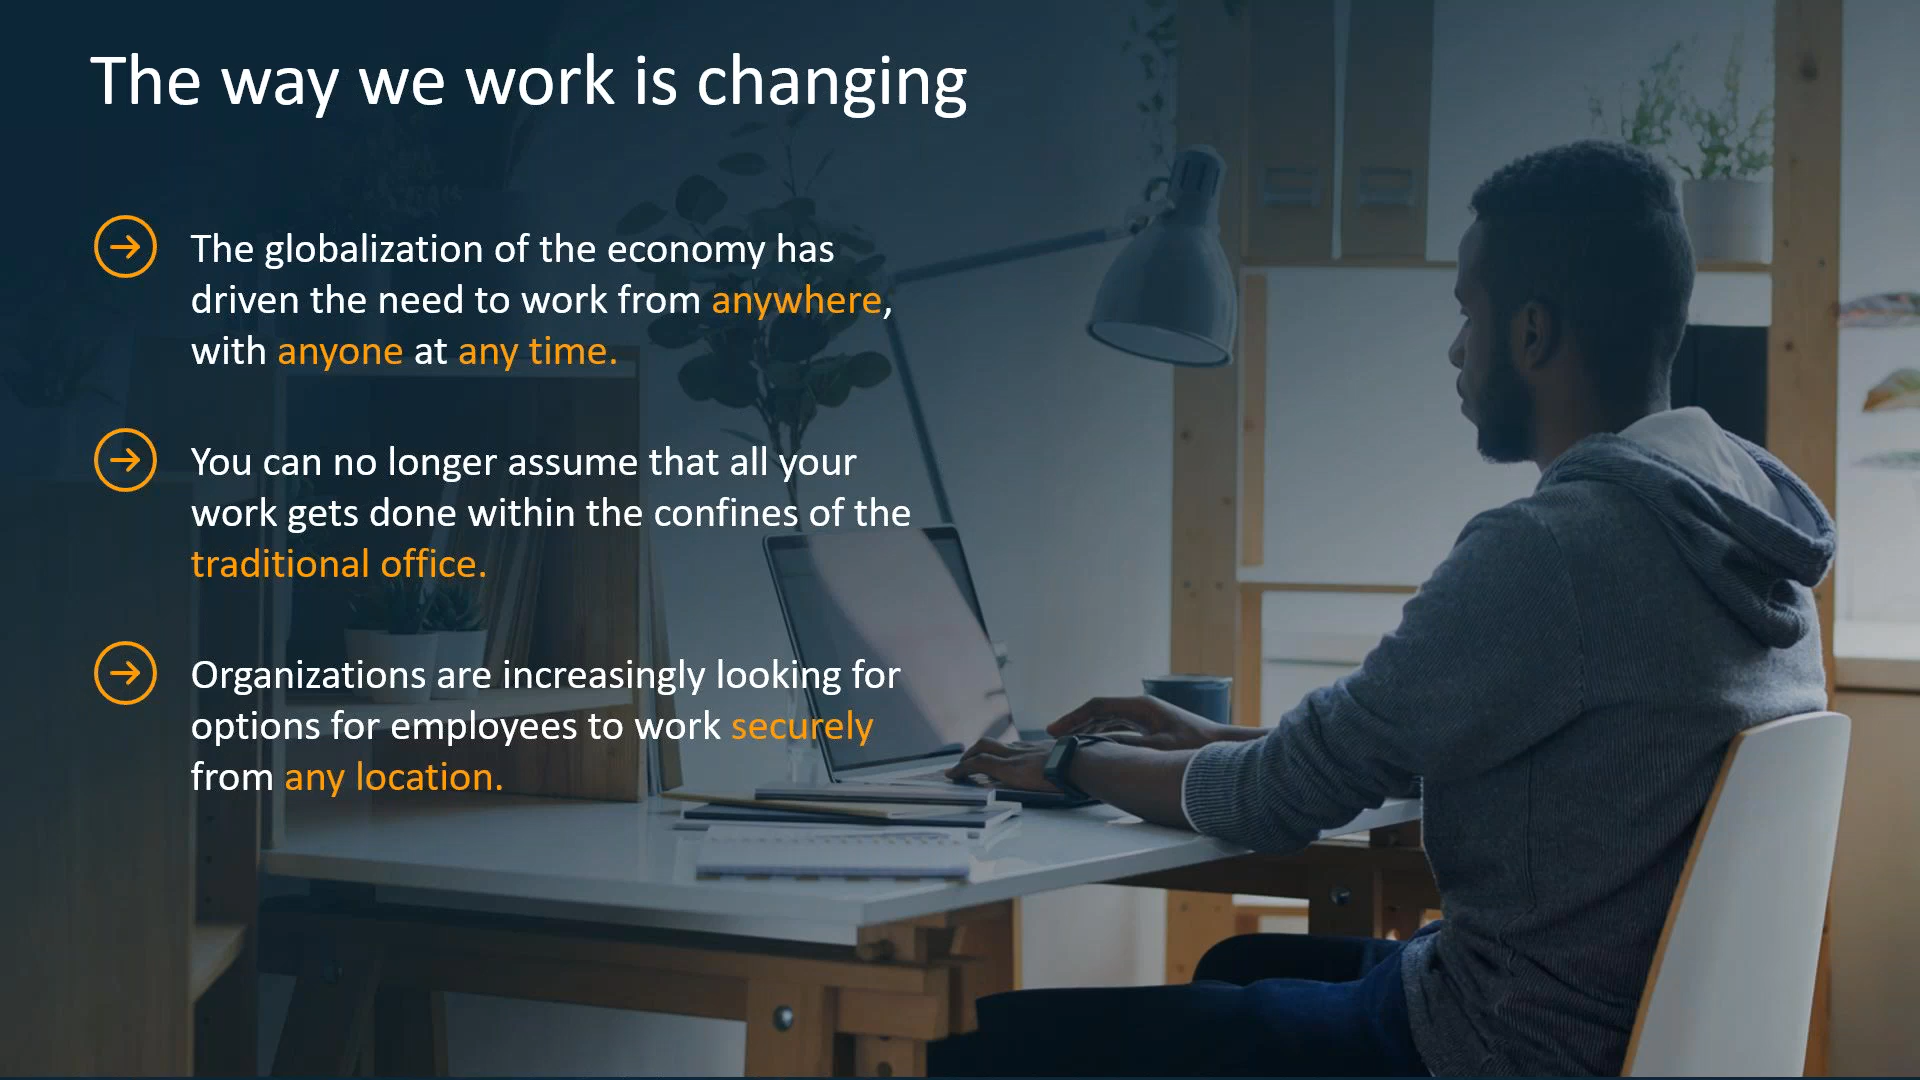 The way we work is changing
The globalization of the economy has
driven the need to work from anywhere,
with anyone at any time.
You can no longer assume that all your
work gets done within the confines of the
traditional office.
Organizations are increasingly looking for
options for employees to work securely
from any location.